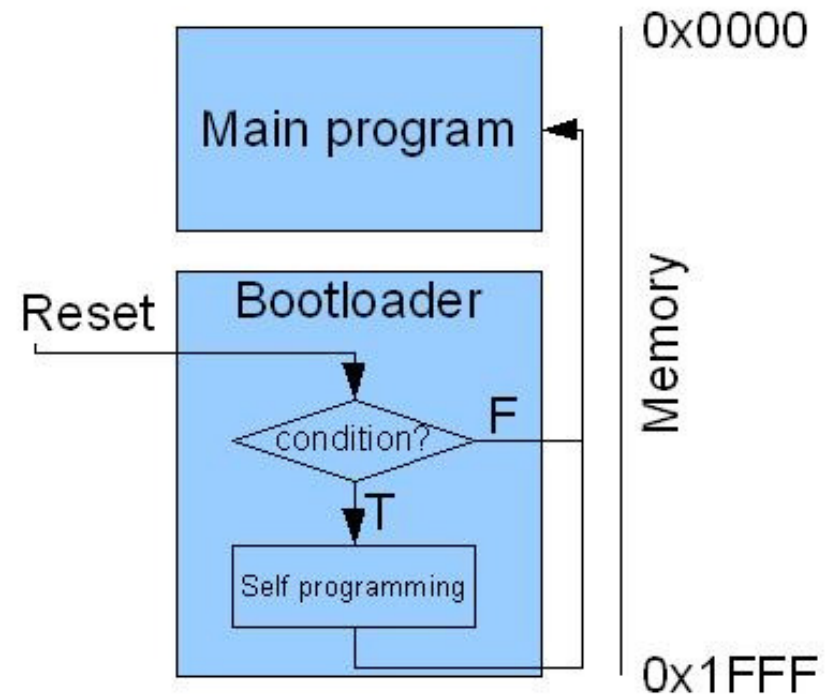 0x0000
Main program
Memory
Reset
Bootloader
condition?
F
T
Self programming
0x1FFF